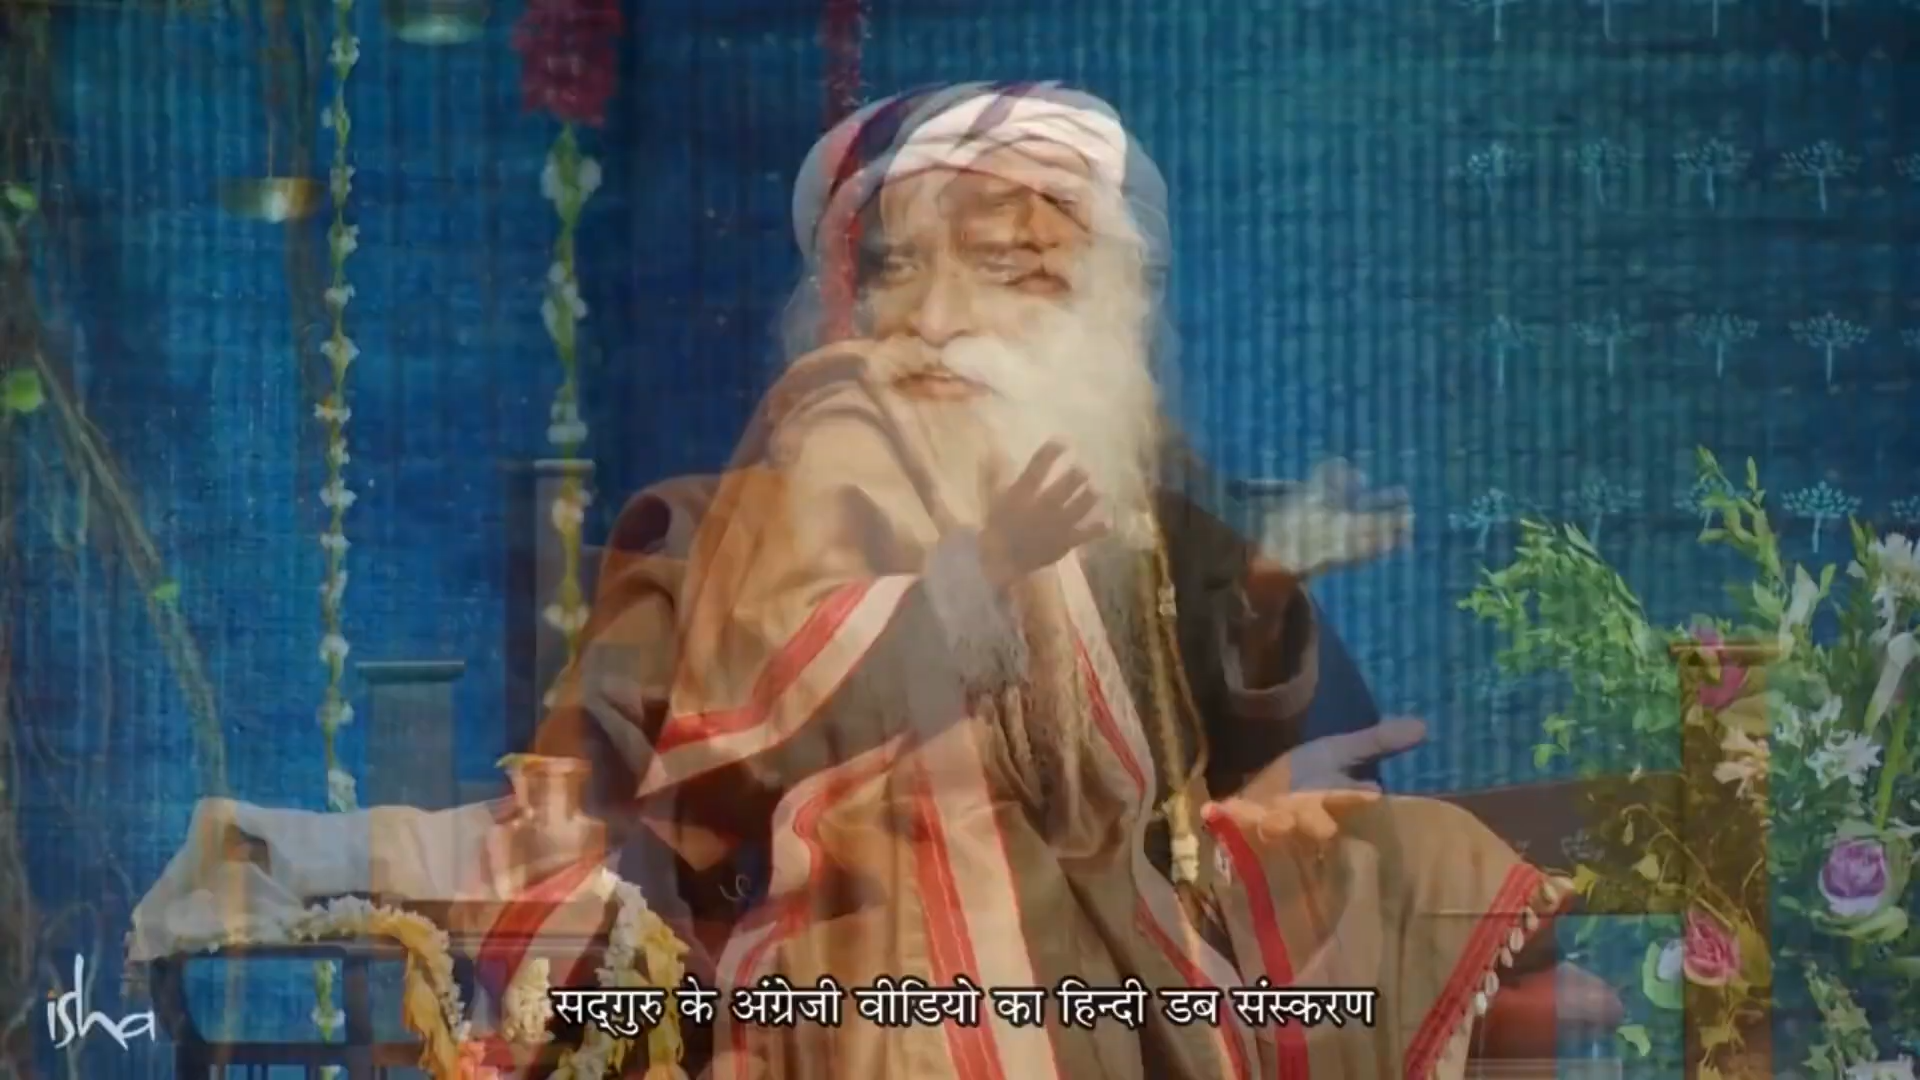 सद्गुरु के अंग्रेजी वीडियो का हिन्दी डब संस्करण
isha